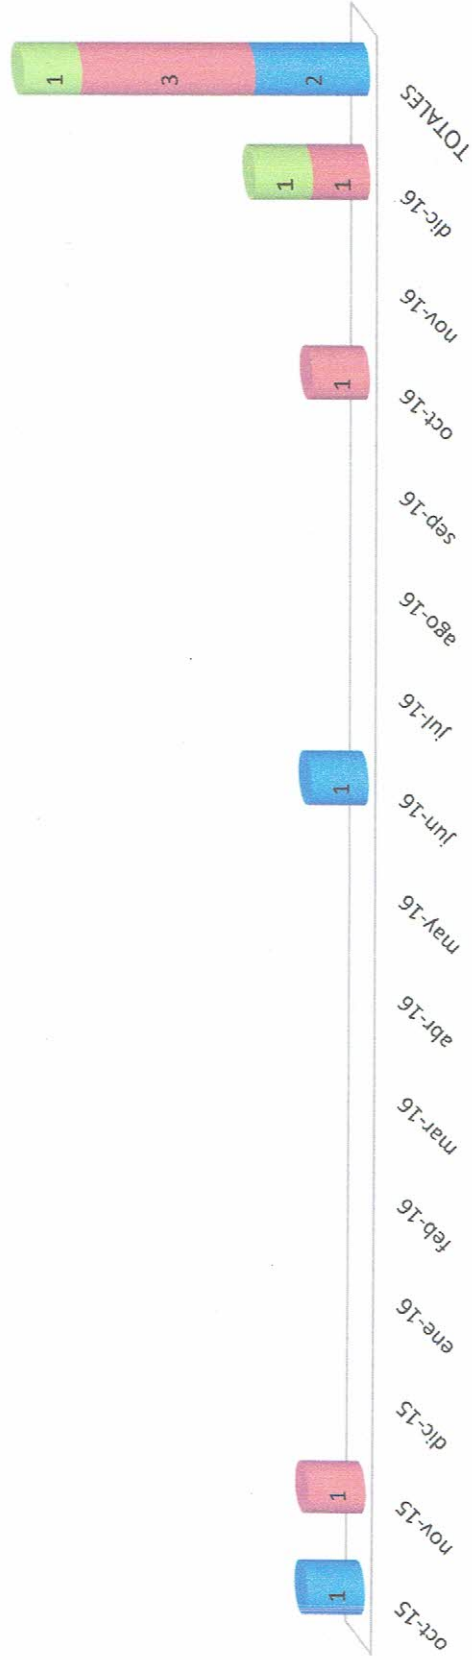 1
1
1
1
1
1
2
3
1
oct-15
nov-15
dic-15
ene-16
feb-16
mar-16
abr-16
may-16
jun-16
jul-16
ago-16
sep-16
oct-16
nov-16
dic-16
TOTALES